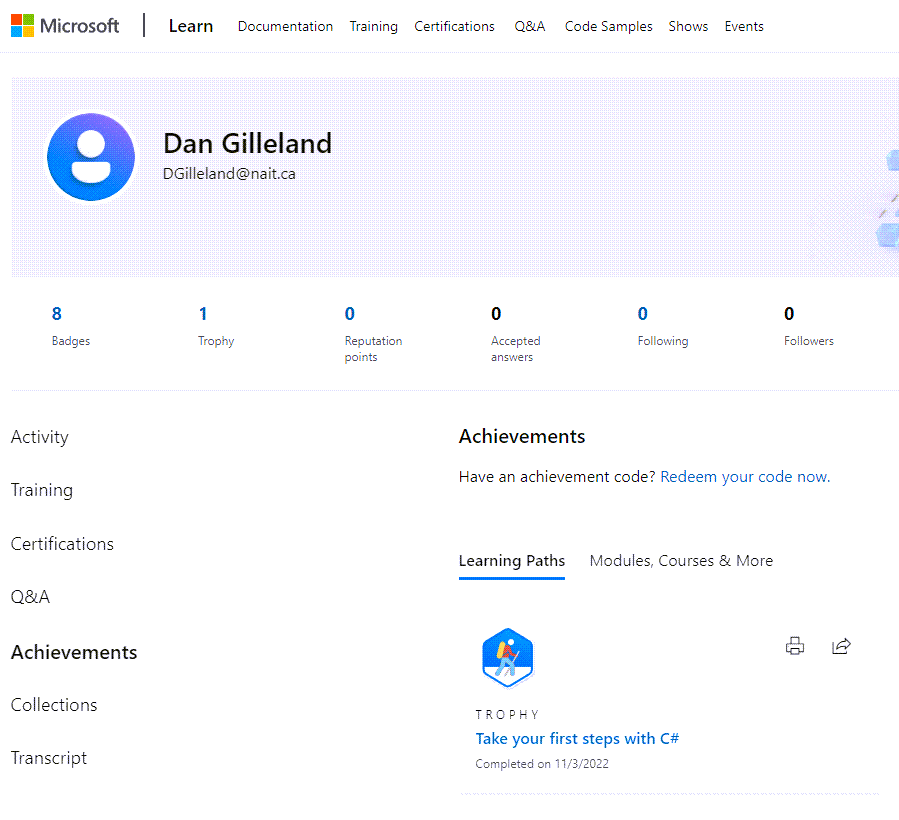 Microsoft | Learn Documentation Training Certifications Q&A Code Samples Shows Events
Dan Gilleland
DGilleland@nait.ca
8 1 0 0 0 0
Badges Trophy Reputation points Accepted answers Following Followers
Activity
Training
Certifications
Q&A
Achievements
Collections
Transcript
Achievements
Have an achievement code? Redeem your code now.
Learning Paths Modules, Courses & More
TROPHY
Take your first steps with C#
Completed on 11/3/2022